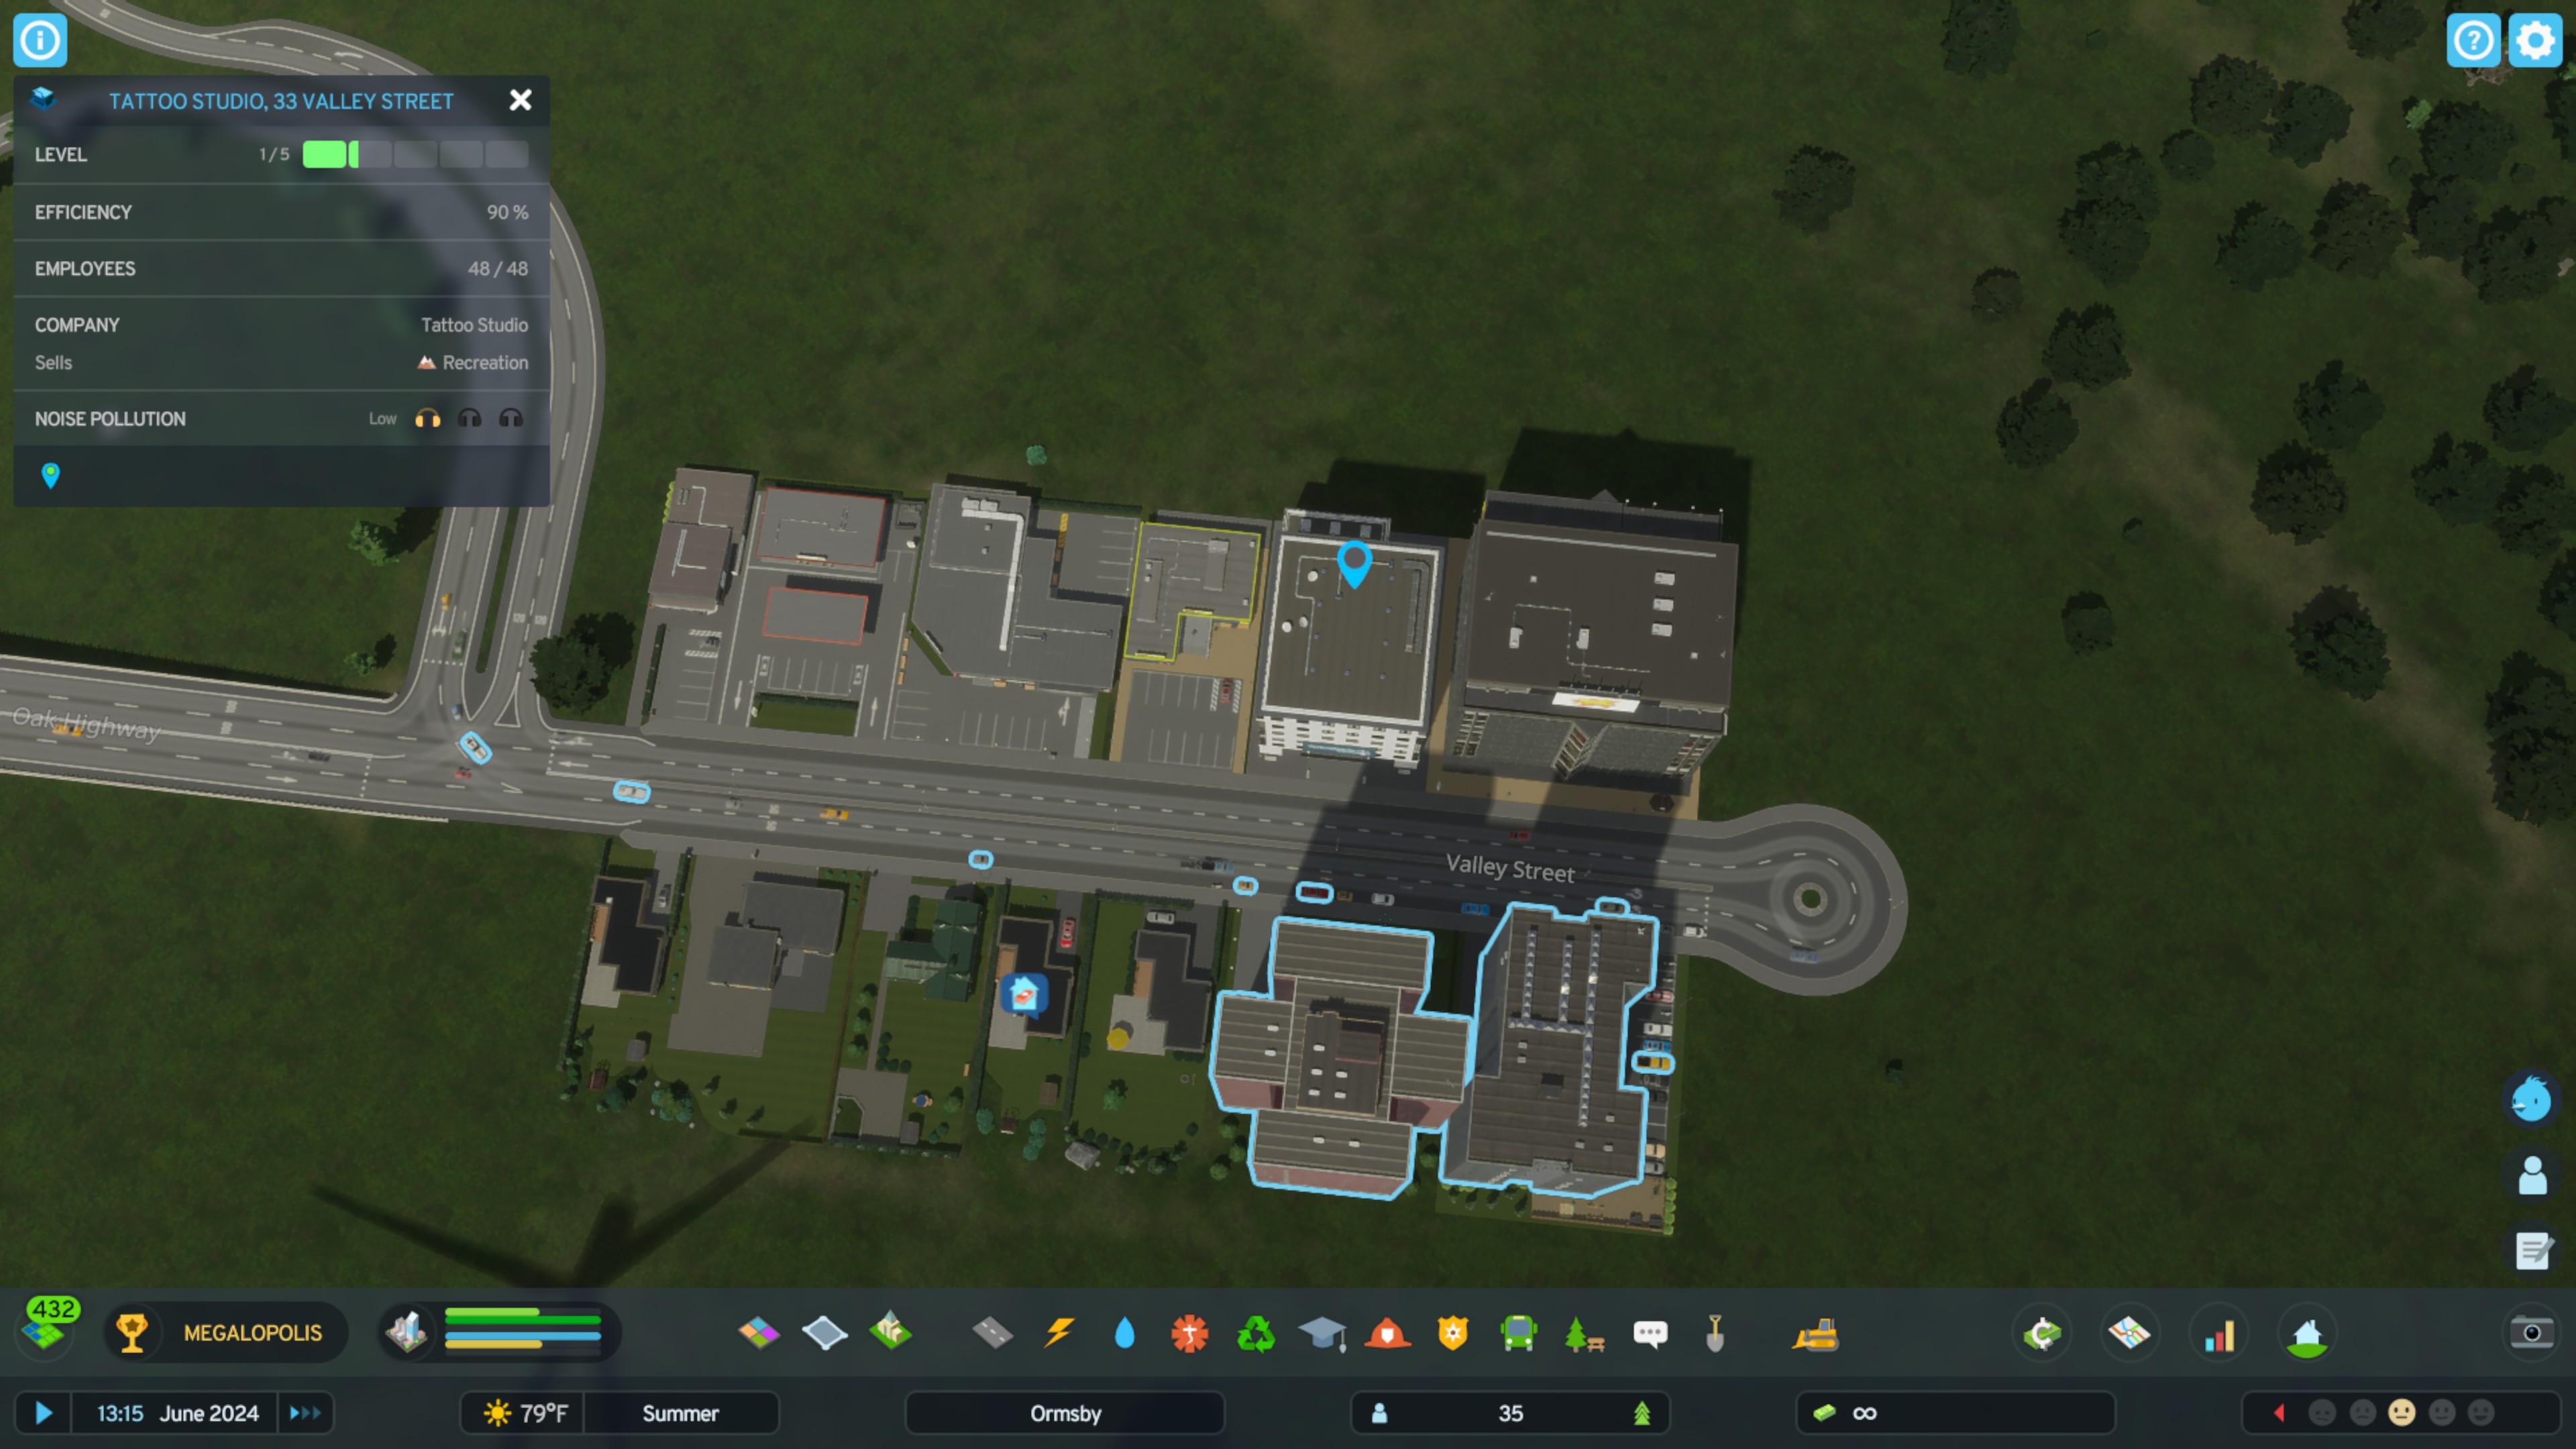 TATTOO STUDIO, 33 VALLEY STREET
LEVEL 1/5
EFFICIENCY 90 %
EMPLOYEES 48 / 48
COMPANY Tattoo Studio
Sells Recreation
NOISE POLLUTION Low
Oak Highway
Valley Street
432
MEGALOPOLIS
13:15 June 2024
79°F Summer
Ormsby
35
∞